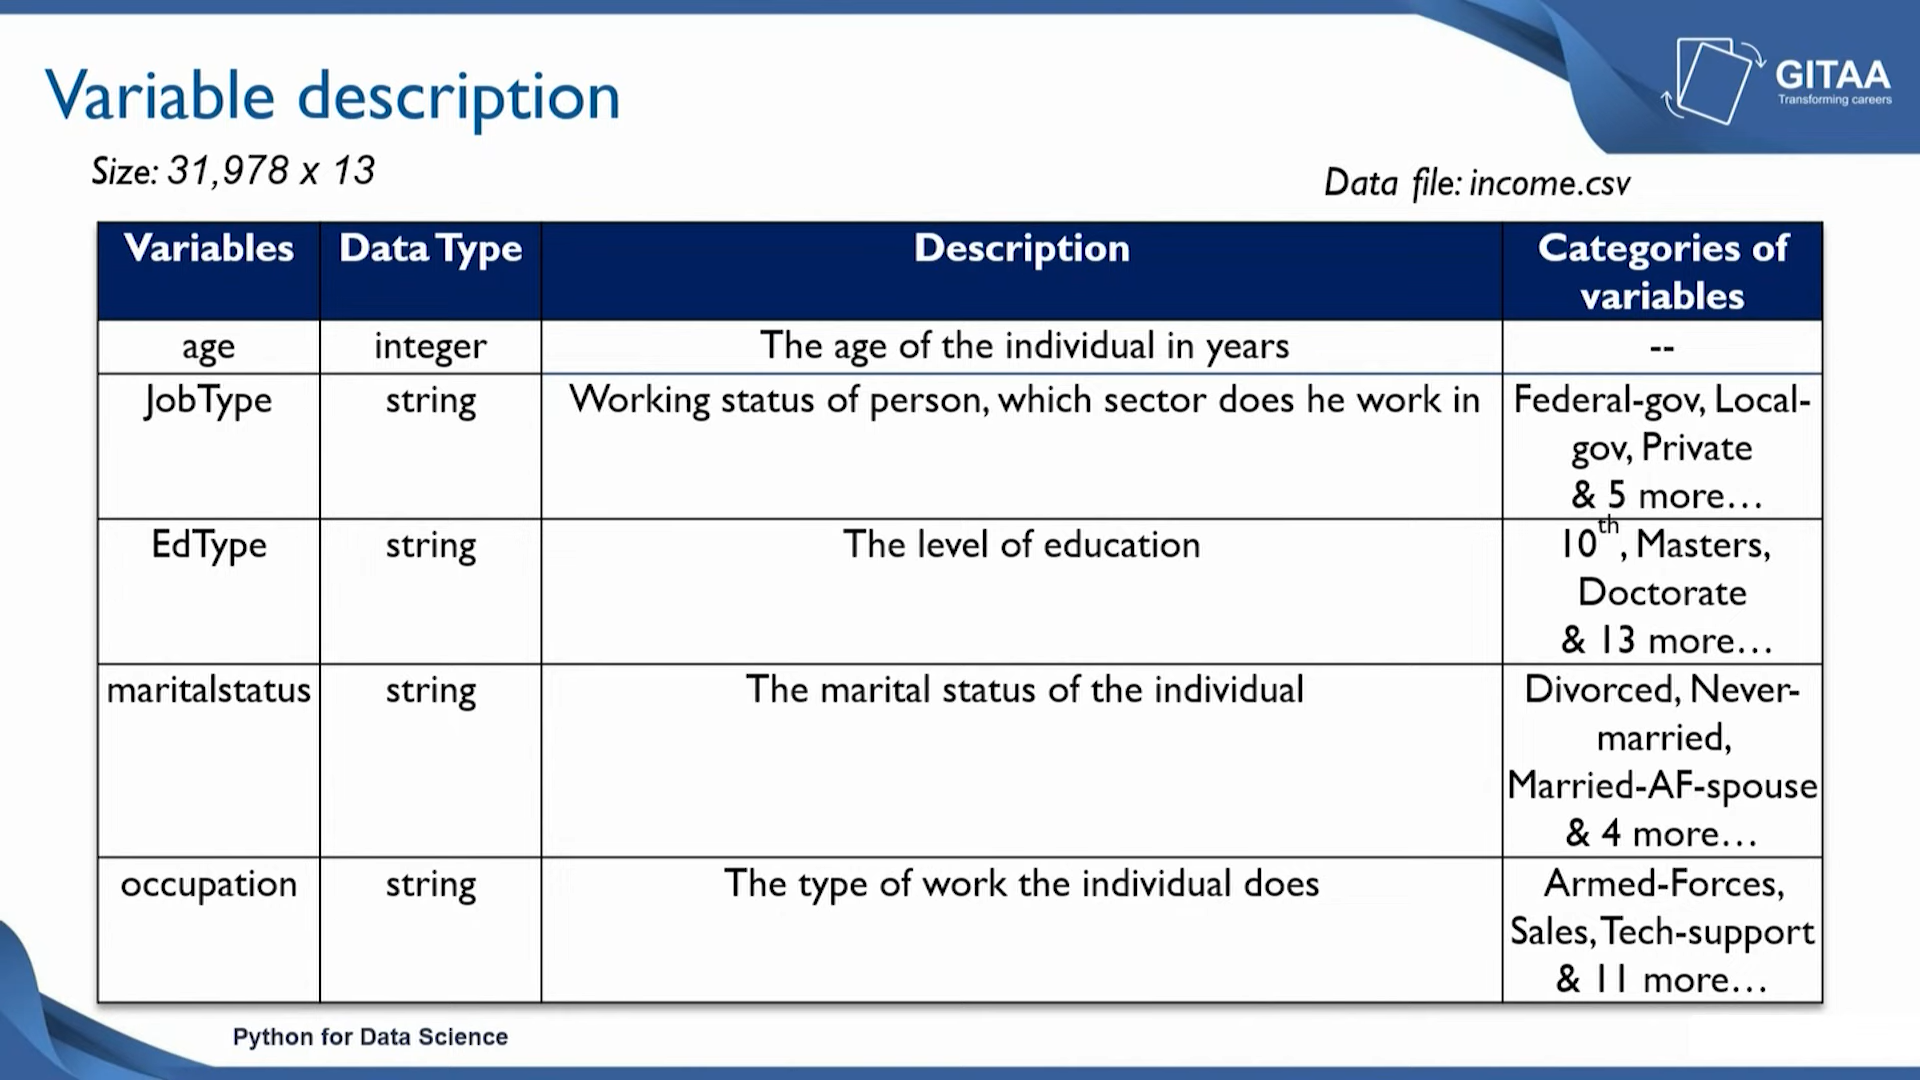 Variable description
GITAA
Transforming careers
Size: 31,978 x 13
Data file: income.csv
Variables Data Type Description Categories of
variables
age integer The age of the individual in years --
JobType string Working status of person, which sector does he work in Federal-gov, Local-
gov, Private
& 5 more...
EdType string The level of education 10th, Masters,
Doctorate
& 13 more...
maritalstatus string The marital status of the individual Divorced, Never-
married,
Married-AF-spouse
& 4 more...
occupation string The type of work the individual does Armed-Forces,
Sales, Tech-support
& 11 more...
Python for Data Science